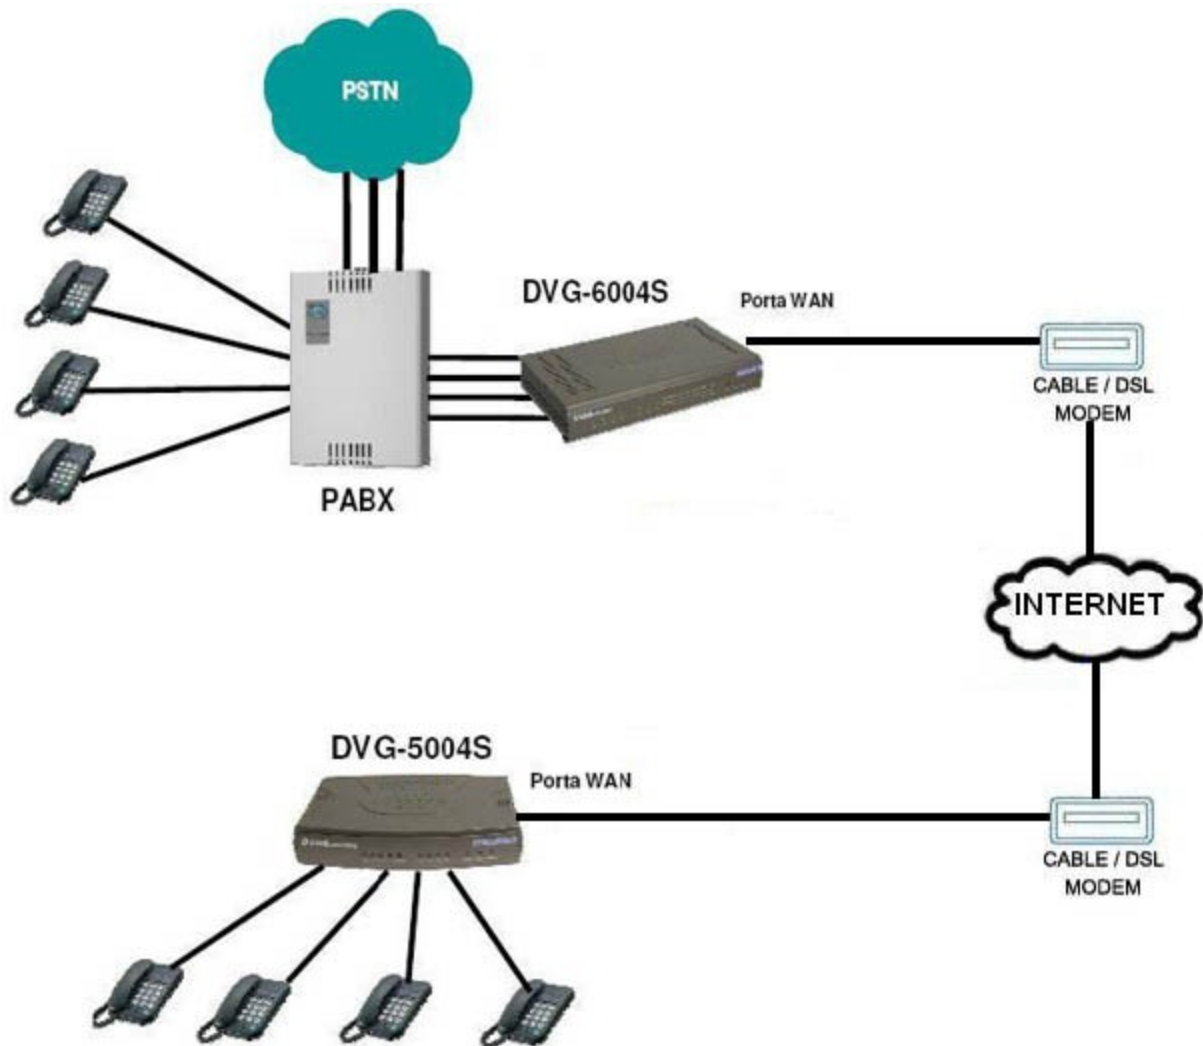 PSTN
DVG-6004S
Porta WAN
CABLE / DSL
MODEM
PABX
INTERNET
DVG-5004S
Porta WAN
CABLE / DSL
MODEM